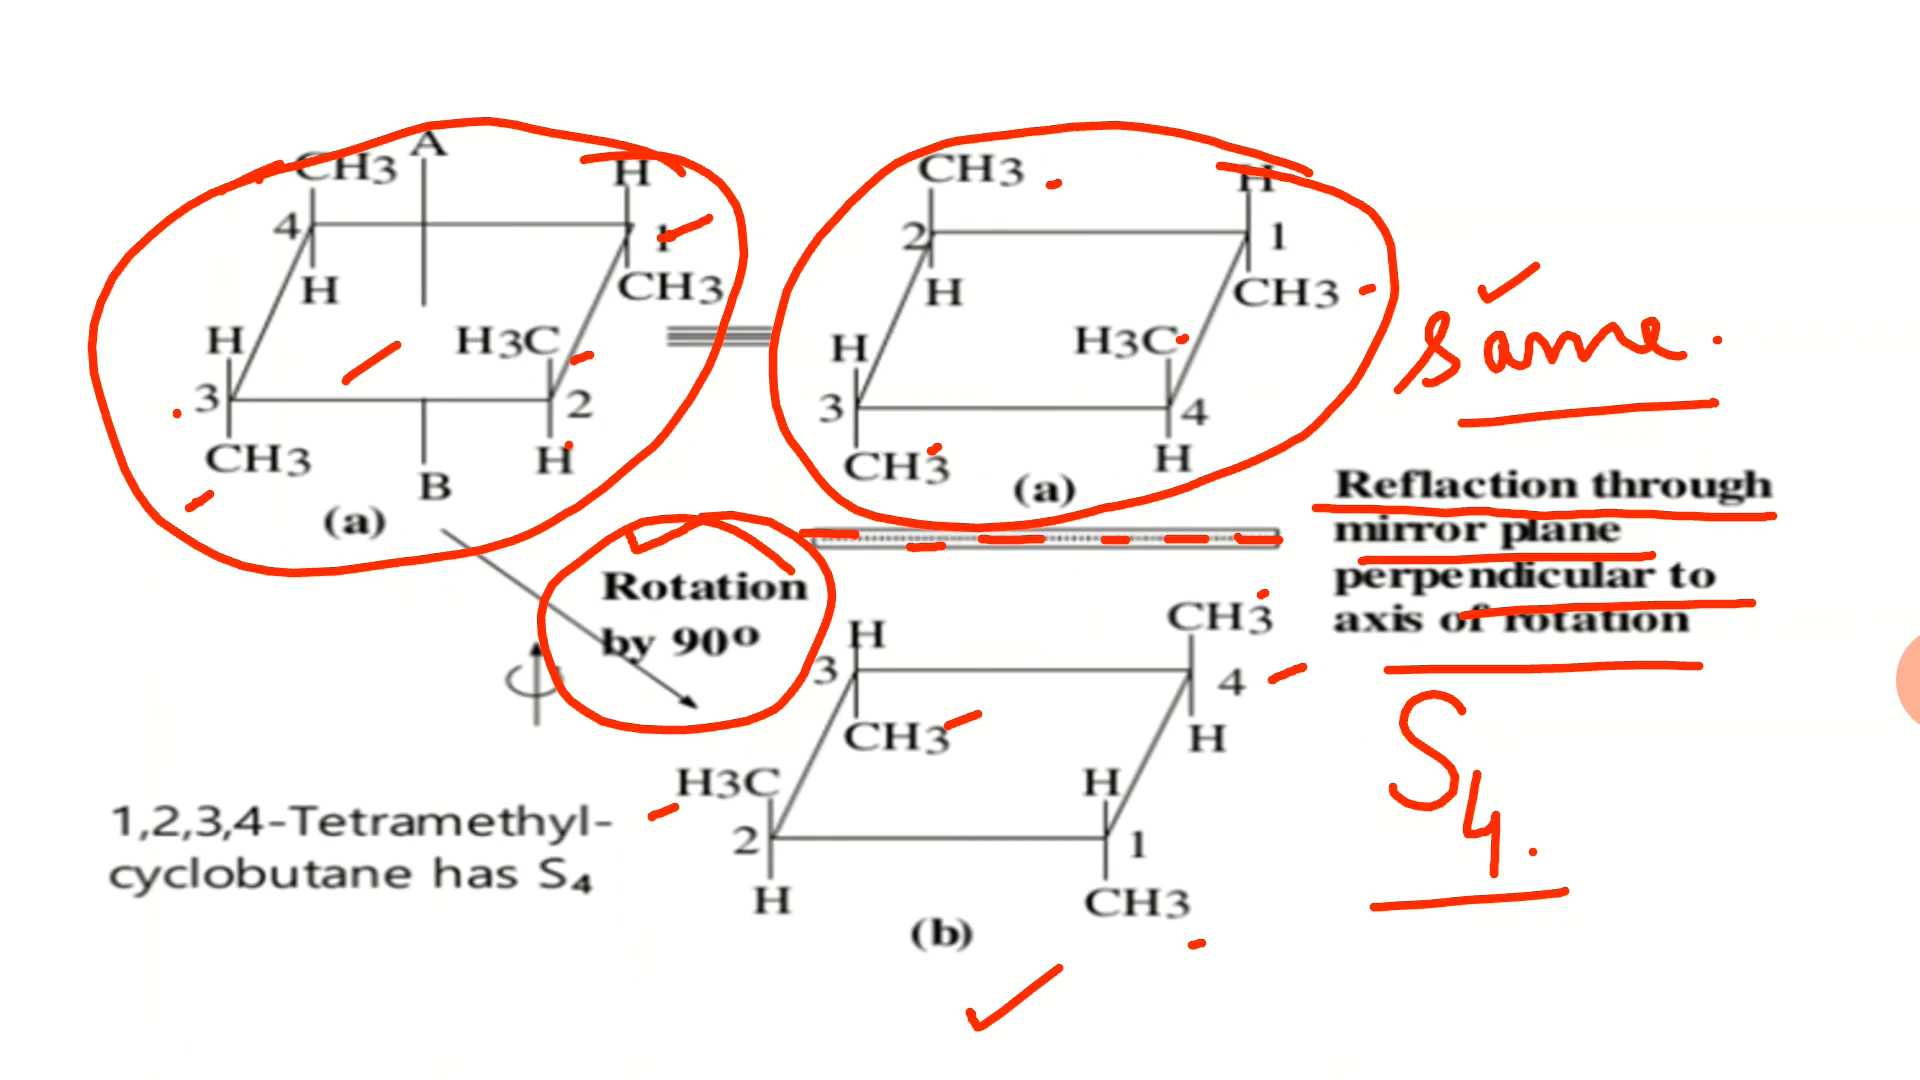 A
CH3
H
4
1
H
CH3
H
H3C
3
2
CH3
H
B
(a)
CH3
H
2
1
H
CH3
H
H3C
3
4
CH3
H
(a)
same.
Reflaction through
mirror plane
perpendicular to
axis of rotation
Rotation
by 90º
H
CH3
3
4
CH3
H
H3C
H
2
1
H
CH3
(b)
S4.
1,2,3,4-Tetramethyl-
cyclobutane has S4